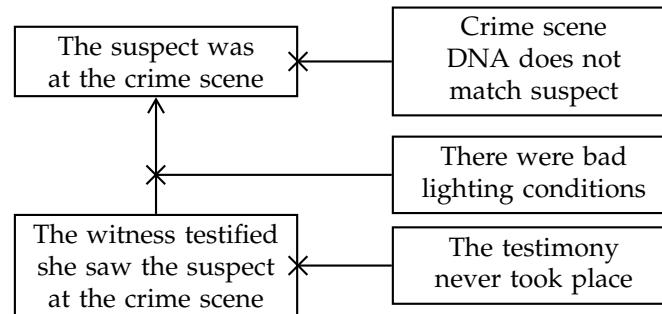 The suspect was
at the crime scene
Crime scene
DNA does not
match suspect
There were bad
lighting conditions
The witness testified
she saw the suspect
at the crime scene
The testimony
never took place